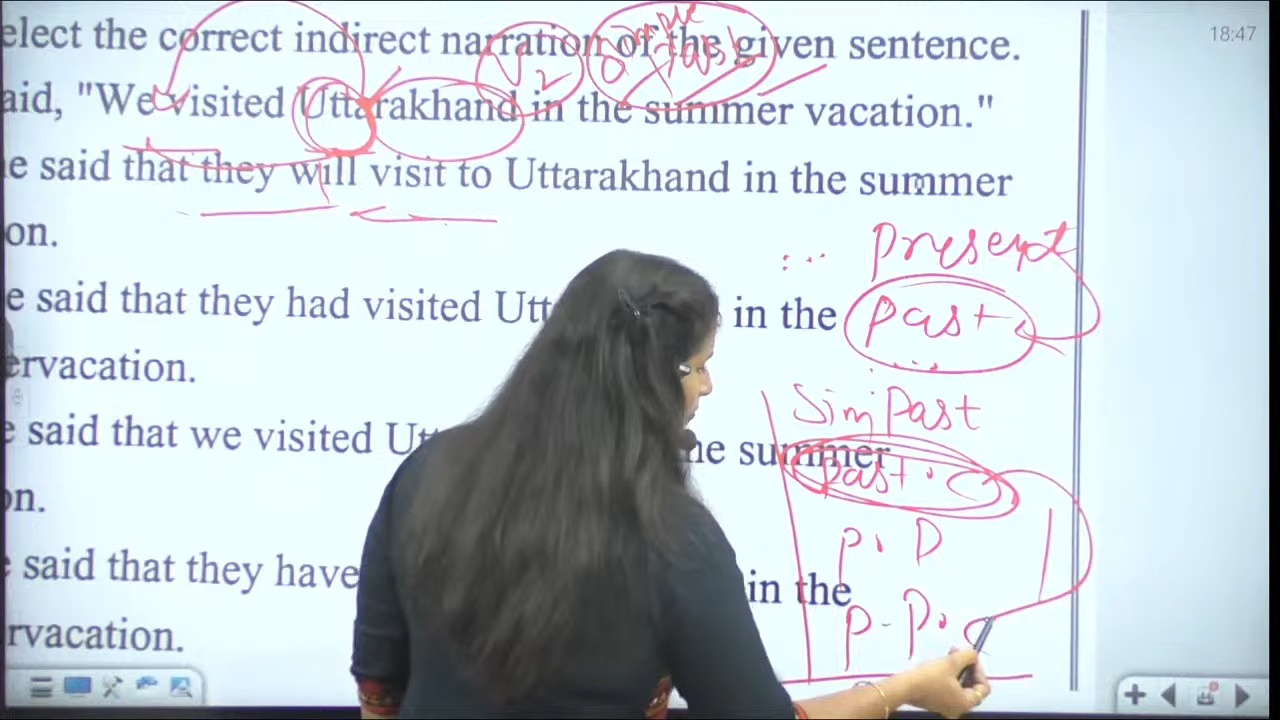 18:47
elect the correct indirect narration of the given sentence.
V2
simple past
aid, "We visited Uttarakhand in the summer vacation."
e said that they will visit to Uttarakhand in the summer
on.
present
e said that they had visited Utt in the
past
ervacation.
Sim Past
e said that we visited Ut he summer
past. C
on.
P. P
said that they have in the
P-P. C
rvacation.